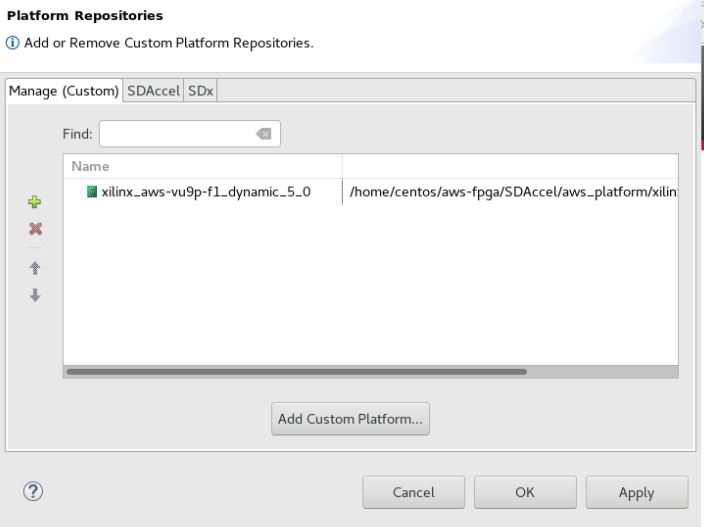 Platform Repositories
Add or Remove Custom Platform Repositories.
Manage (Custom) SDAccel SDx
Find:
Name
xilinx_aws-vu9p-f1_dynamic_5_0 /home/centos/aws-fpga/SDAccel/aws_platform/xilin
Add Custom Platform...
Cancel OK Apply